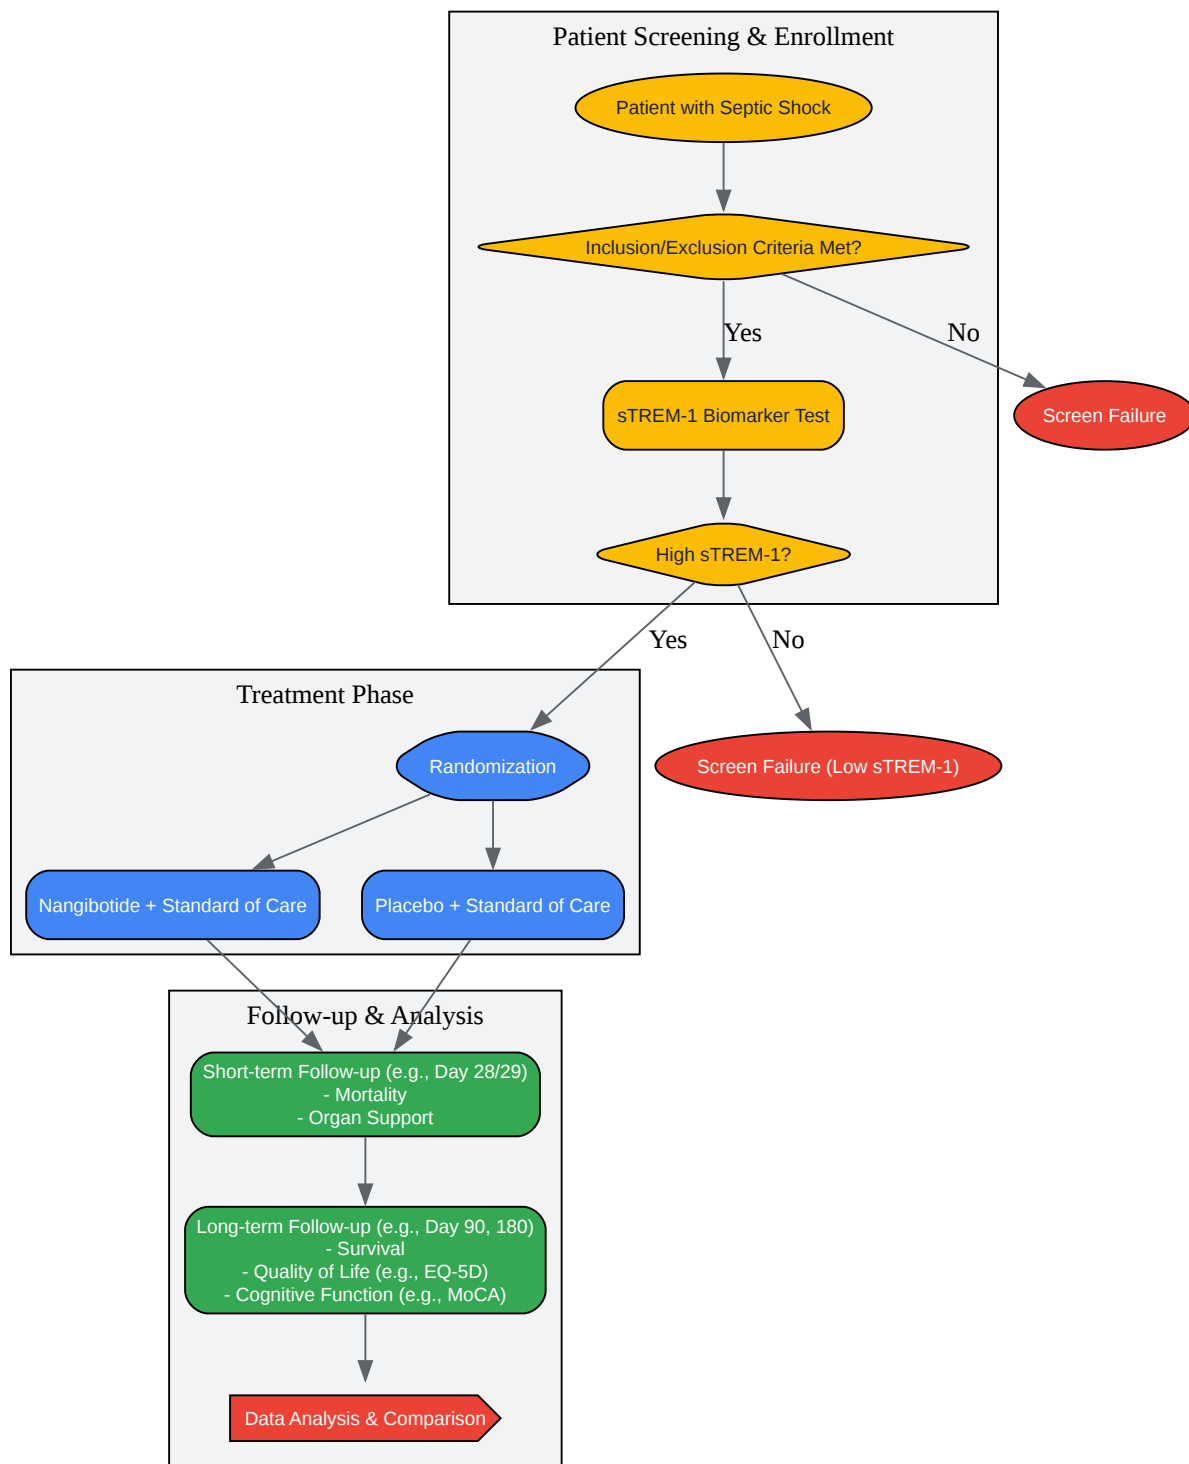 Patient Screening & Enrollment
Patient with Septic Shock
Inclusion/Exclusion Criteria Met?
Yes
No
sTREM-1 Biomarker Test
Screen Failure
High sTREM-1?
Yes
No
Treatment Phase
Randomization
Screen Failure (Low sTREM-1)
Nangibotide + Standard of Care
Placebo + Standard of Care
Follow-up & Analysis
Short-term Follow-up (e.g., Day 28/29)
- Mortality
- Organ Support
Long-term Follow-up (e.g., Day 90, 180)
- Survival
- Quality of Life (e.g., EQ-5D)
- Cognitive Function (e.g., MoCA)
Data Analysis & Comparison